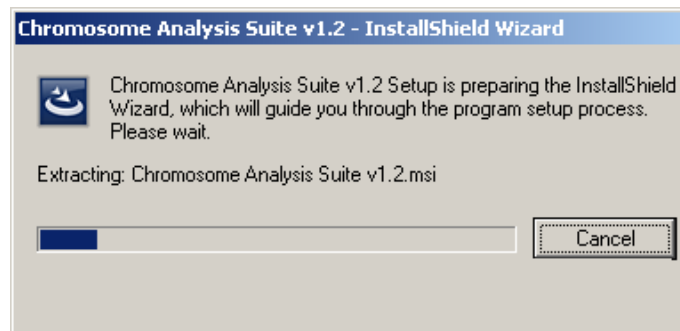 Chromosome Analysis Suite v1.2 - InstallShield Wizard
Chromosome Analysis Suite v1.2 Setup is preparing the InstallShield
Wizard, which will guide you through the program setup process.
Please wait.
Extracting: Chromosome Analysis Suite v1.2.msi
Cancel